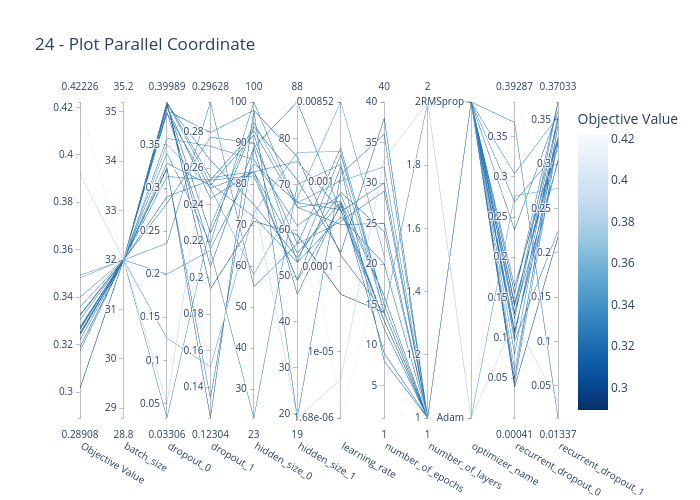 24 - Plot Parallel Coordinate
0.42226 35.2 0.39989 0.29628 100 88 0.00852 40 2 RMSprop 0.39287 0.37033
0.42 0.4 0.38 0.36 0.34 0.32 0.3
0.28908
Objective Value
35 34 33 32 31 30 29
28.8
batch_size
0.35 0.3 0.25 0.2 0.15 0.1 0.05
0.03306
dropout_0
0.28 0.26 0.24 0.22 0.2 0.18 0.16 0.14
0.12304
dropout_1
100 90 80 70 60 50 40 30
23
hidden_size_0
80 70 60 50 40 30 20
19
hidden_size_1
0.001 0.0001 1e-05 1.68e-06
learning_rate
40 35 30 25 20 15 10 5
1
number_of_epochs
2 1.8 1.6 1.4 1.2 1
1
number_of_layers
Adam
optimizer_name
0.35 0.3 0.25 0.2 0.15 0.1 0.05
0.00041
recurrent_dropout_0
0.35 0.3 0.25 0.2 0.15 0.1 0.05
0.01337
recurrent_dropout_1
Objective Value
0.42
0.4
0.38
0.36
0.34
0.32
0.3